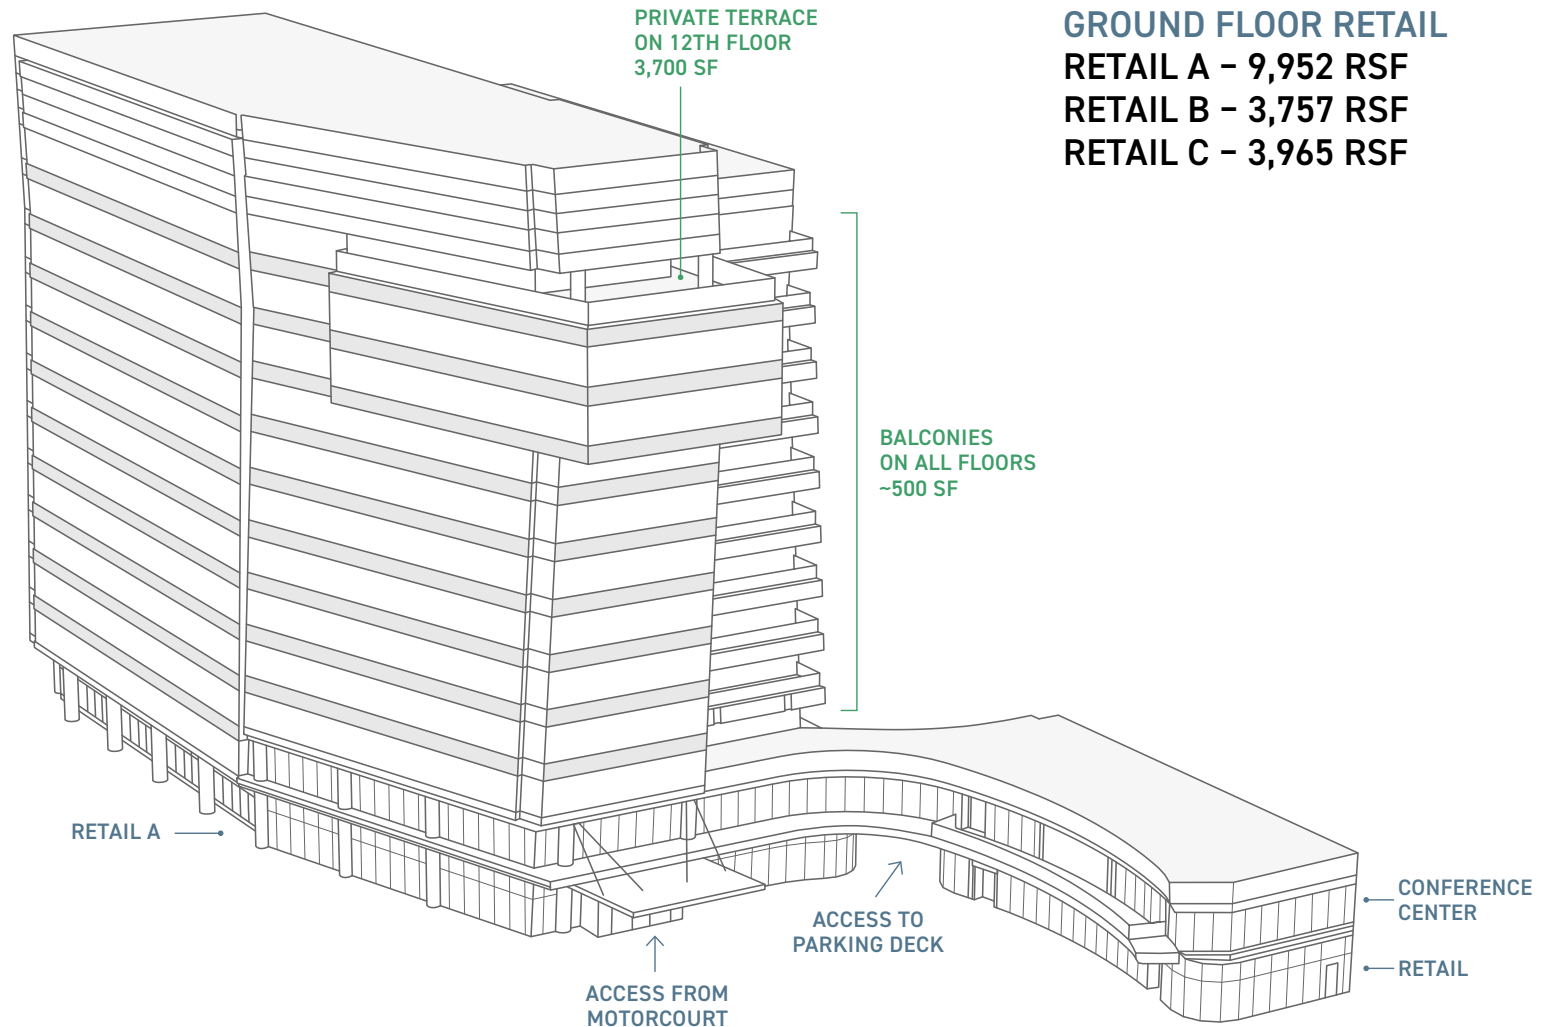 PRIVATE TERRACE
ON 12TH FLOOR
3,700 SF
GROUND FLOOR RETAIL
RETAIL A – 9,952 RSF
RETAIL B – 3,757 RSF
RETAIL C – 3,965 RSF
BALCONIES
ON ALL FLOORS
~500 SF
RETAIL A
ACCESS TO
PARKING DECK
CONFERENCE
CENTER
RETAIL
ACCESS FROM
MOTORCOURT